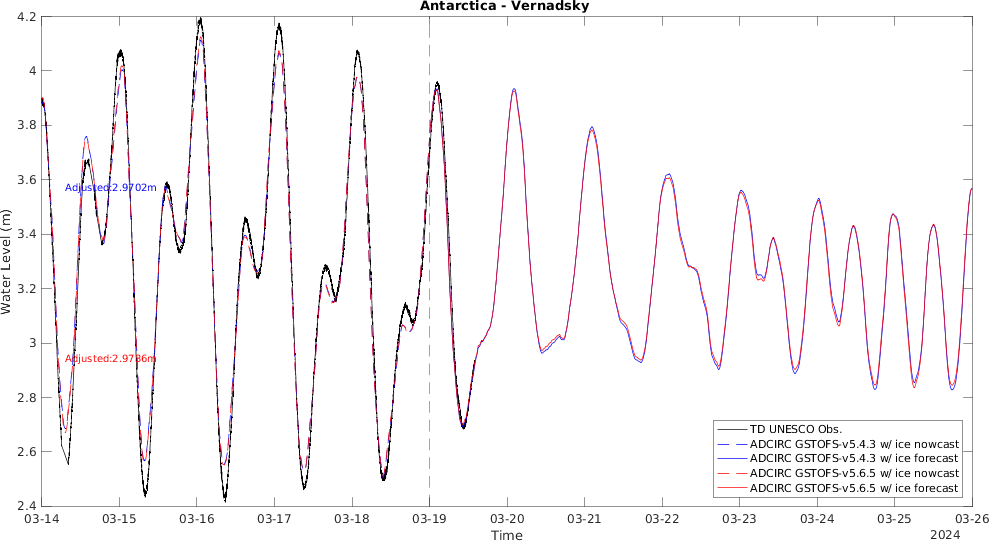 Antarctica - Vernadsky
Water Level (m)
4.2
4
3.8
3.6
3.4
3.2
3
2.8
2.6
2.4
Adjusted:2.9702m
Adjusted:2.9786m
TD UNESCO Obs.
ADCIRC GSTOFS-v5.4.3 w/ ice nowcast
ADCIRC GSTOFS-v5.4.3 w/ ice forecast
ADCIRC GSTOFS-v5.6.5 w/ ice nowcast
ADCIRC GSTOFS-v5.6.5 w/ ice forecast
03-14 03-15 03-16 03-17 03-18 03-19 03-20 03-21 03-22 03-23 03-24 03-25 03-26
Time
2024